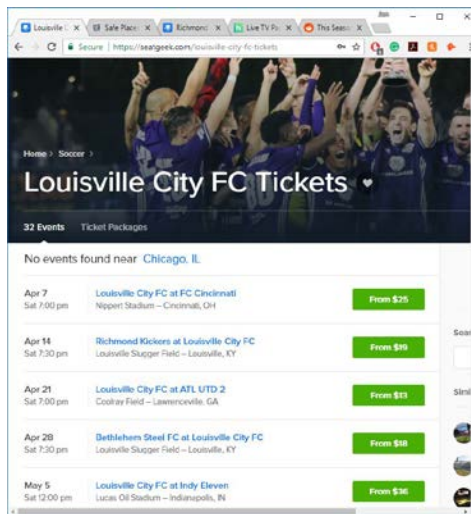 Louisville C
Safe Place
Richmond
Live TV Po
This Seaso
Secure | https://seatgeek.com/louisville-city-fc-tickets
Home > Soccer >
Louisville City FC Tickets
32 Events Ticket Packages
No events found near Chicago, IL
Apr 7 Louisville City FC at FC Cincinnati
Sat 7:00 pm Nippert Stadium – Cincinnati, OH
From $25
Apr 14 Richmond Kickers at Louisville City FC
Sat 7:30 pm Louisville Slugger Field – Louisville, KY
From $19
Apr 21 Louisville City FC at ATL UTD 2
Sat 7:00 pm Coolray Field – Lawrenceville, GA
From $13
Apr 28 Bethlehem Steel FC at Louisville City FC
Sat 7:30 pm Louisville Slugger Field – Louisville, KY
From $18
May 5 Louisville City FC at Indy Eleven
Sat 12:00 pm Lucas Oil Stadium – Indianapolis, IN
From $36
Seas
Simi